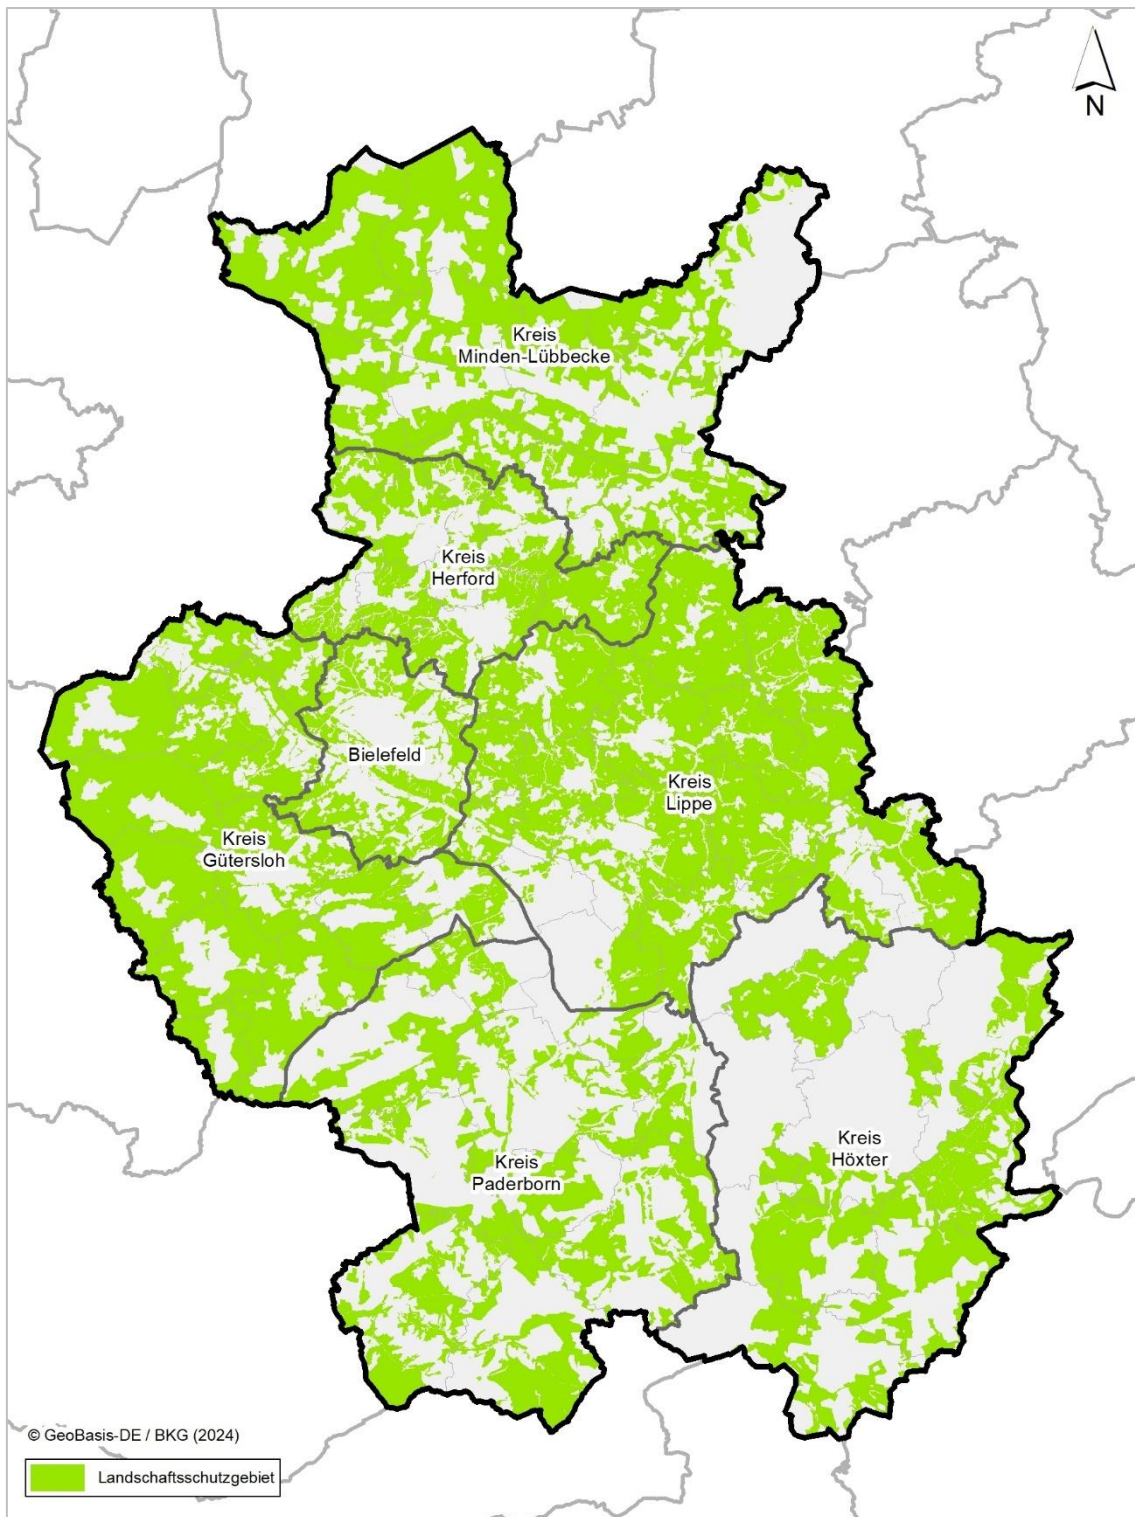 N
Kreis
Minden-Lübbecke
Kreis
Herford
Bielefeld
Kreis
Lippe
Kreis
Gütersloh
Kreis
Höxter
Kreis
Paderborn
© GeoBasis-DE / BKG (2024)
Landschaftsschutzgebiet